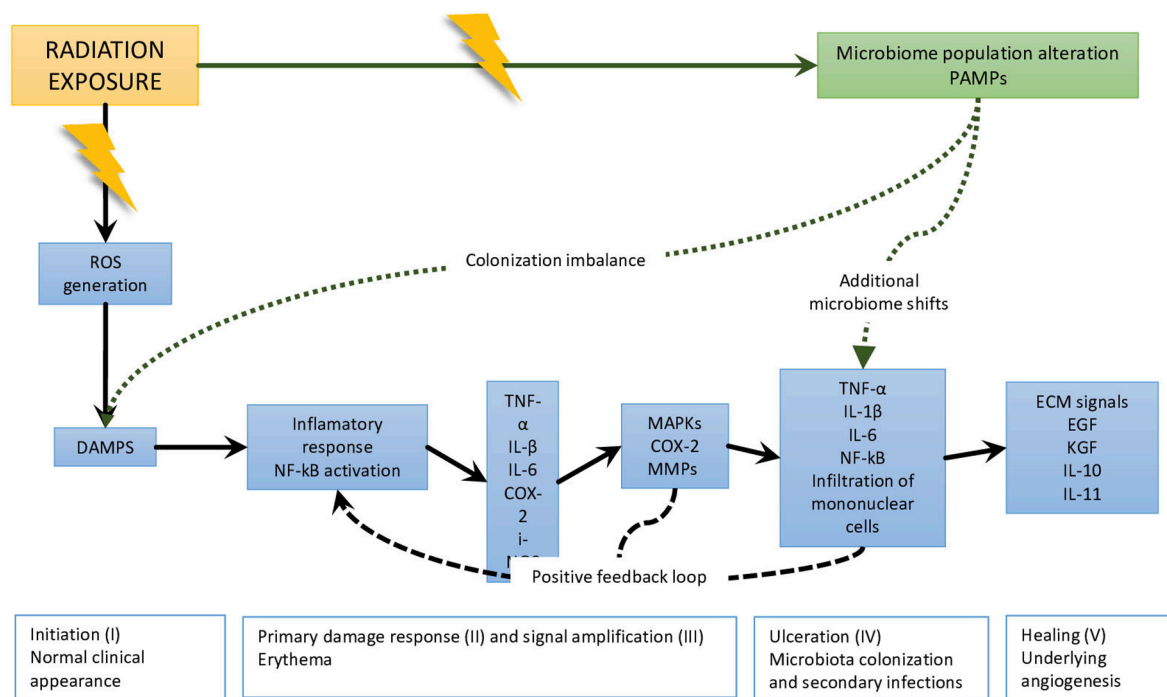 RADIATION
EXPOSURE
Microbiome population alteration
PAMPs
ROS
generation
Colonization imbalance
Additional
microbiome shifts
DAMPS
Inflamatory
response
NF-kB activation
TNF-
α
IL-β
IL-6
COX-
2
i-
MAPKs
COX-2
MMPs
TNF-α
IL-1β
IL-6
NF-kB
Infiltration of
mononuclear
cells
ECM signals
EGF
KGF
IL-10
IL-11
Positive feedback loop
Initiation (I)
Normal clinical
appearance
Primary damage response (II) and signal amplification (III)
Erythema
Ulceration (IV)
Microbiota colonization
and secondary infections
Healing (V)
Underlying
angiogenesis